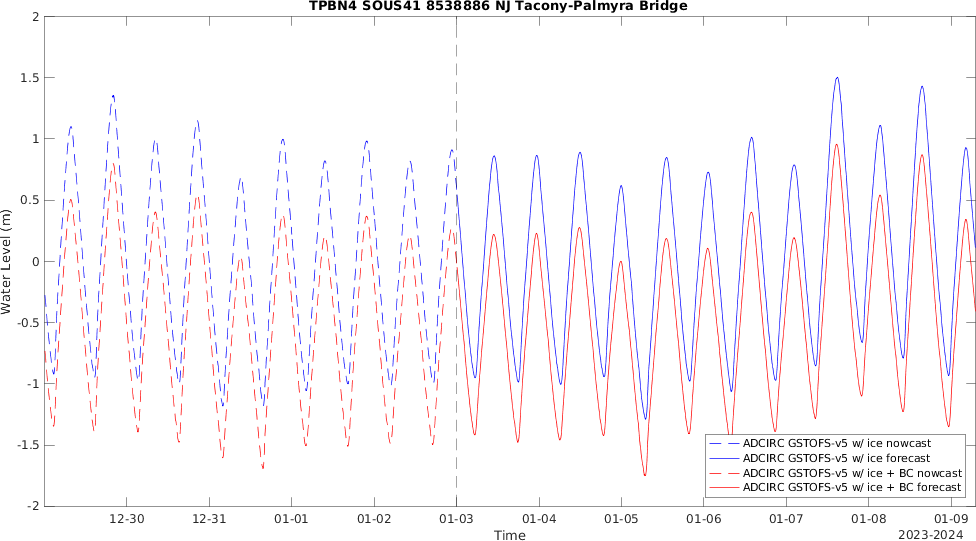 TPBN4 SOUS41 8538886 NJ Tacony-Palmyra Bridge
2
1.5
1
0.5
0
-0.5
-1
-1.5
-2
Water Level (m)
ADCIRC GSTOFS-v5 w/ ice nowcast
ADCIRC GSTOFS-v5 w/ ice forecast
ADCIRC GSTOFS-v5 w/ ice + BC nowcast
ADCIRC GSTOFS-v5 w/ ice + BC forecast
12-30 12-31 01-01 01-02 01-03 01-04 01-05 01-06 01-07 01-08 01-09
Time
2023-2024